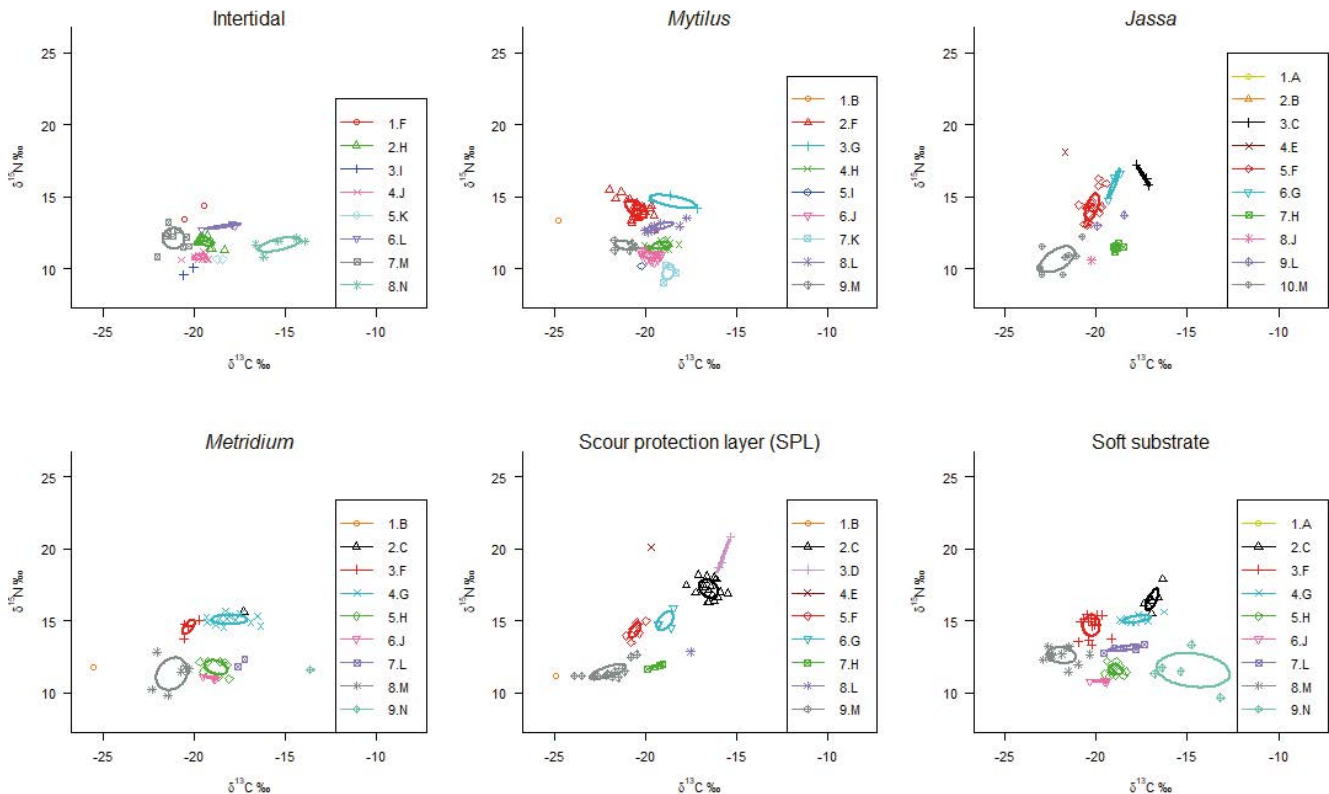 Intertidal
δ15N ‰
25
20
15
10
-25 -20 -15 -10
δ13C ‰
1.F
2.H
3.I
4.J
5.K
6.L
7.M
8.N
Mytilus
δ15N ‰
25
20
15
10
-25 -20 -15 -10
δ13C ‰
1.B
2.F
3.G
4.H
5.I
6.J
7.K
8.L
9.M
Jassa
δ15N ‰
25
20
15
10
-25 -20 -15 -10
δ13C ‰
1.A
2.B
3.C
4.E
5.F
6.G
7.H
8.J
9.L
10.M
Metridium
δ15N ‰
25
20
15
10
-25 -20 -15 -10
δ13C ‰
1.B
2.C
3.F
4.G
5.H
6.J
7.L
8.M
9.N
Scour protection layer (SPL)
δ15N ‰
25
20
15
10
-25 -20 -15 -10
δ13C ‰
1.B
2.C
3.D
4.E
5.F
6.G
7.H
8.L
9.M
Soft substrate
δ15N ‰
25
20
15
10
-25 -20 -15 -10
δ13C ‰
1.A
2.C
3.F
4.G
5.H
6.J
7.L
8.M
9.N